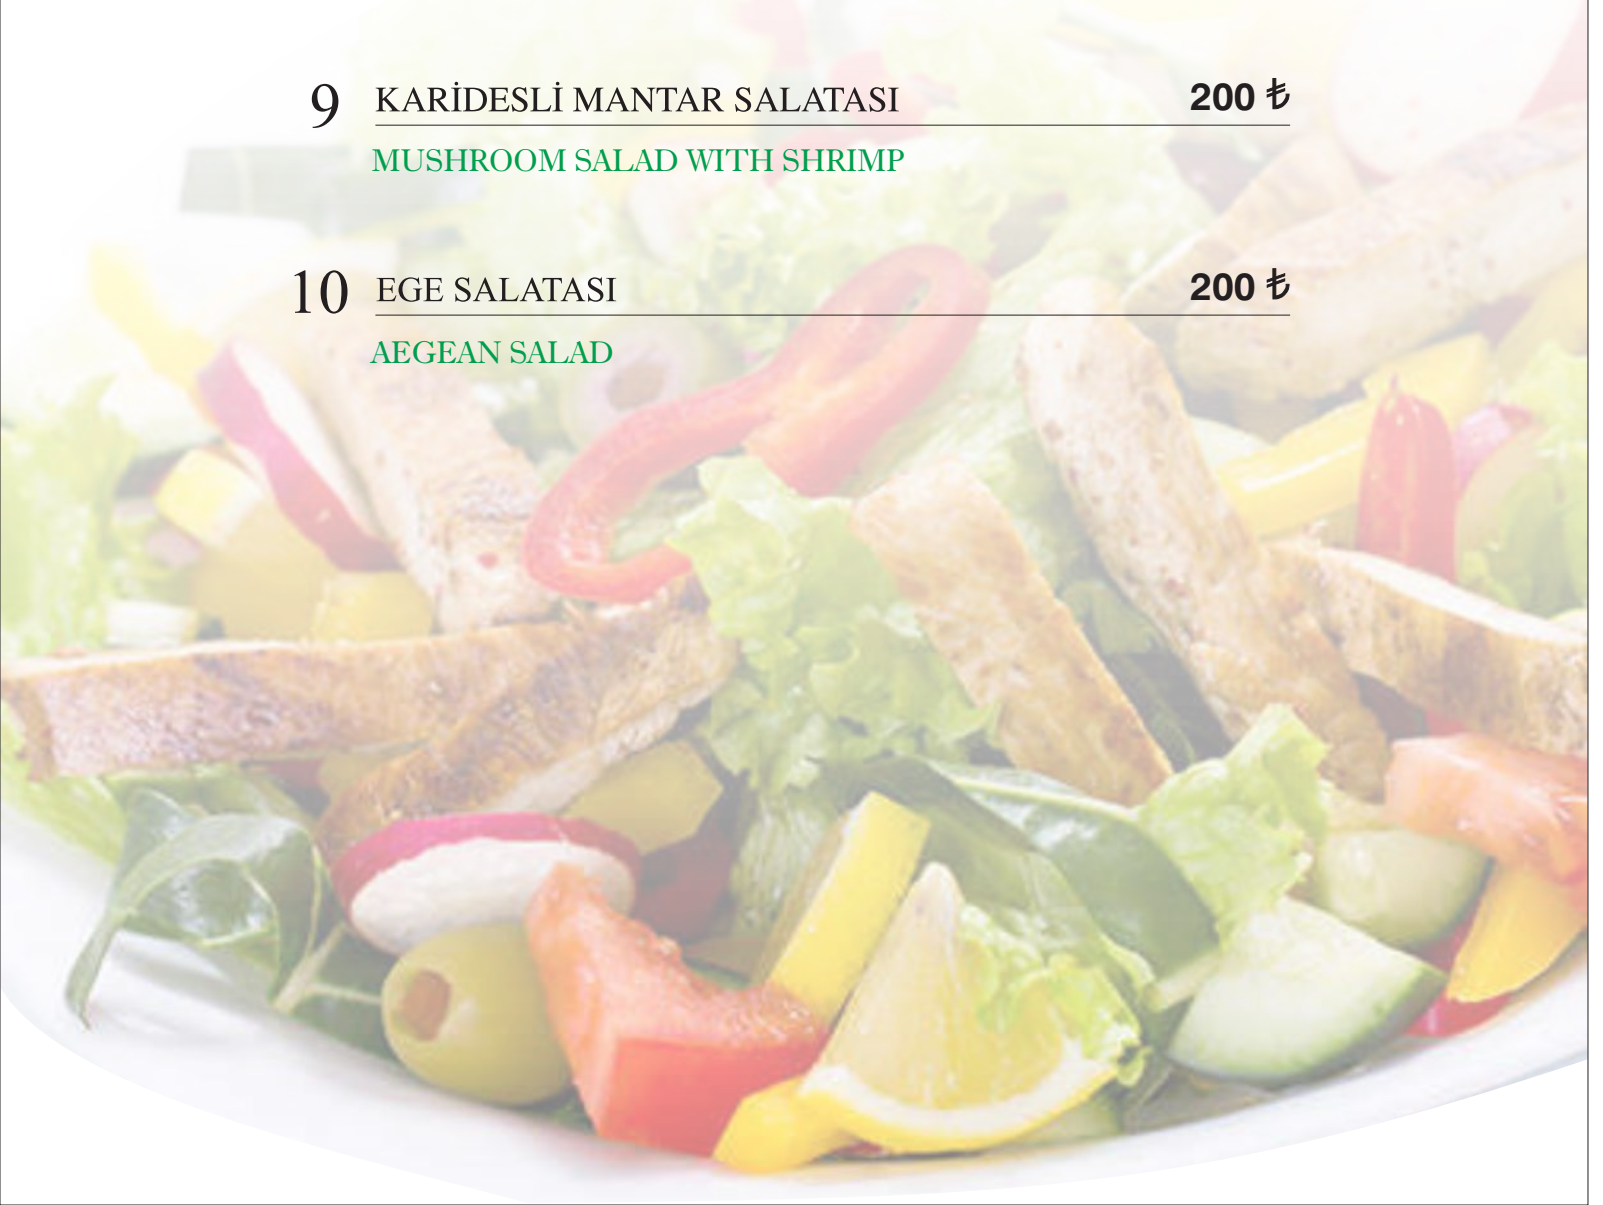 9 KARİDESLİ MANTAR SALATASI 200 ₺
MUSHROOM SALAD WITH SHRIMP
10 EGE SALATASI 200 ₺
AEGEAN SALAD